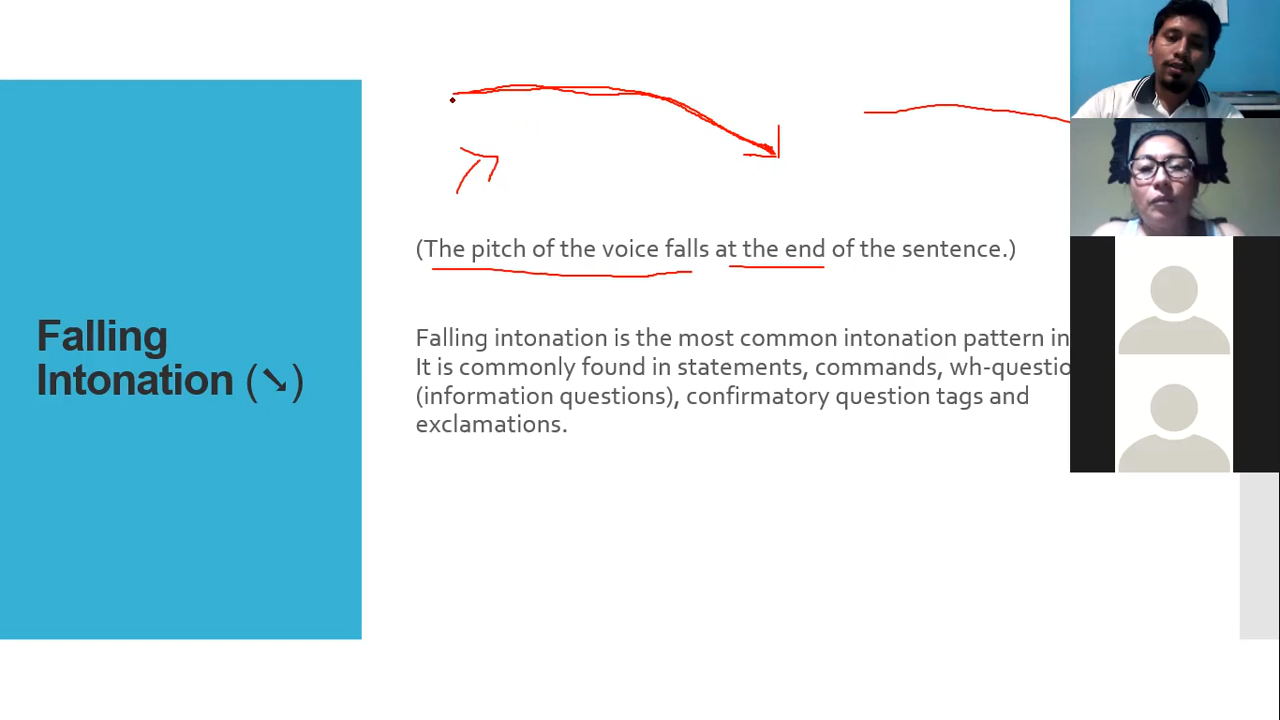 Falling
Intonation (↘)
(The pitch of the voice falls at the end of the sentence.)
Falling intonation is the most common intonation pattern in
It is commonly found in statements, commands, wh-questio
(information questions), confirmatory question tags and
exclamations.